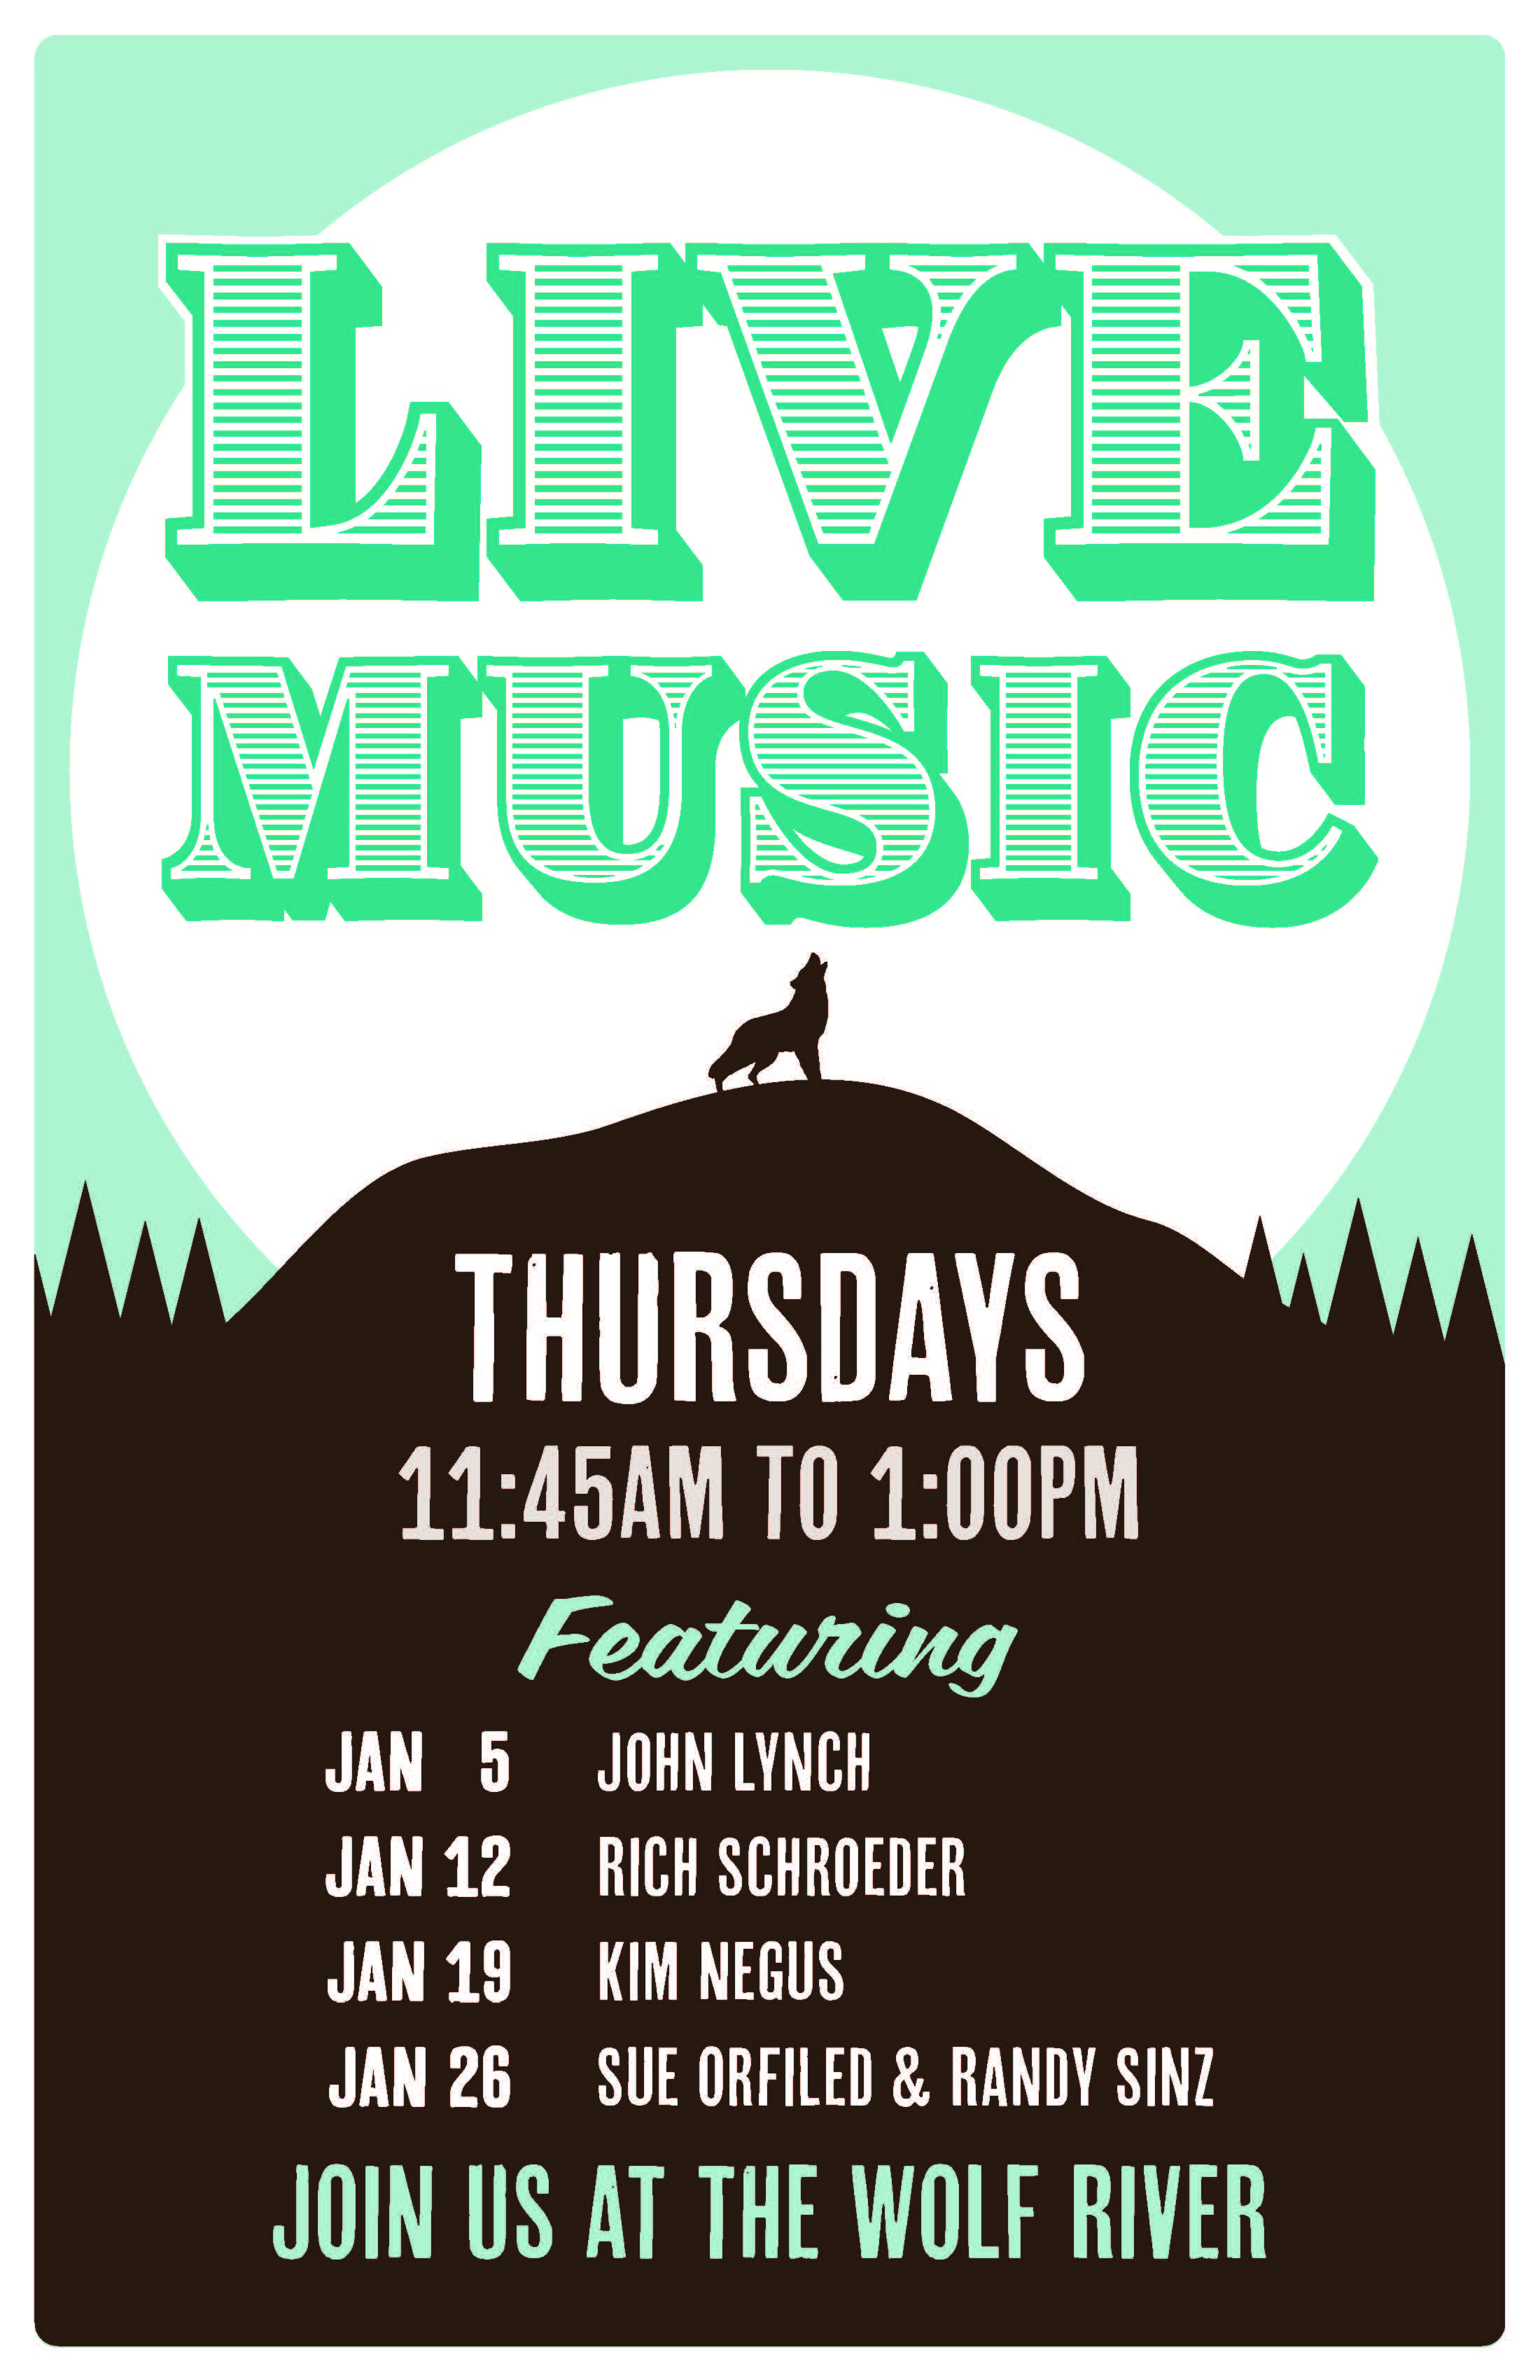 LIVE
MUSIC
THURSDAYS
11:45AM TO 1:00PM
Featuring
JAN 5 JOHN LYNCH
JAN 12 RICH SCHROEDER
JAN 19 KIM NEGUS
JAN 26 SUE ORFILED & RANDY SINZ
JOIN US AT THE WOLF RIVER